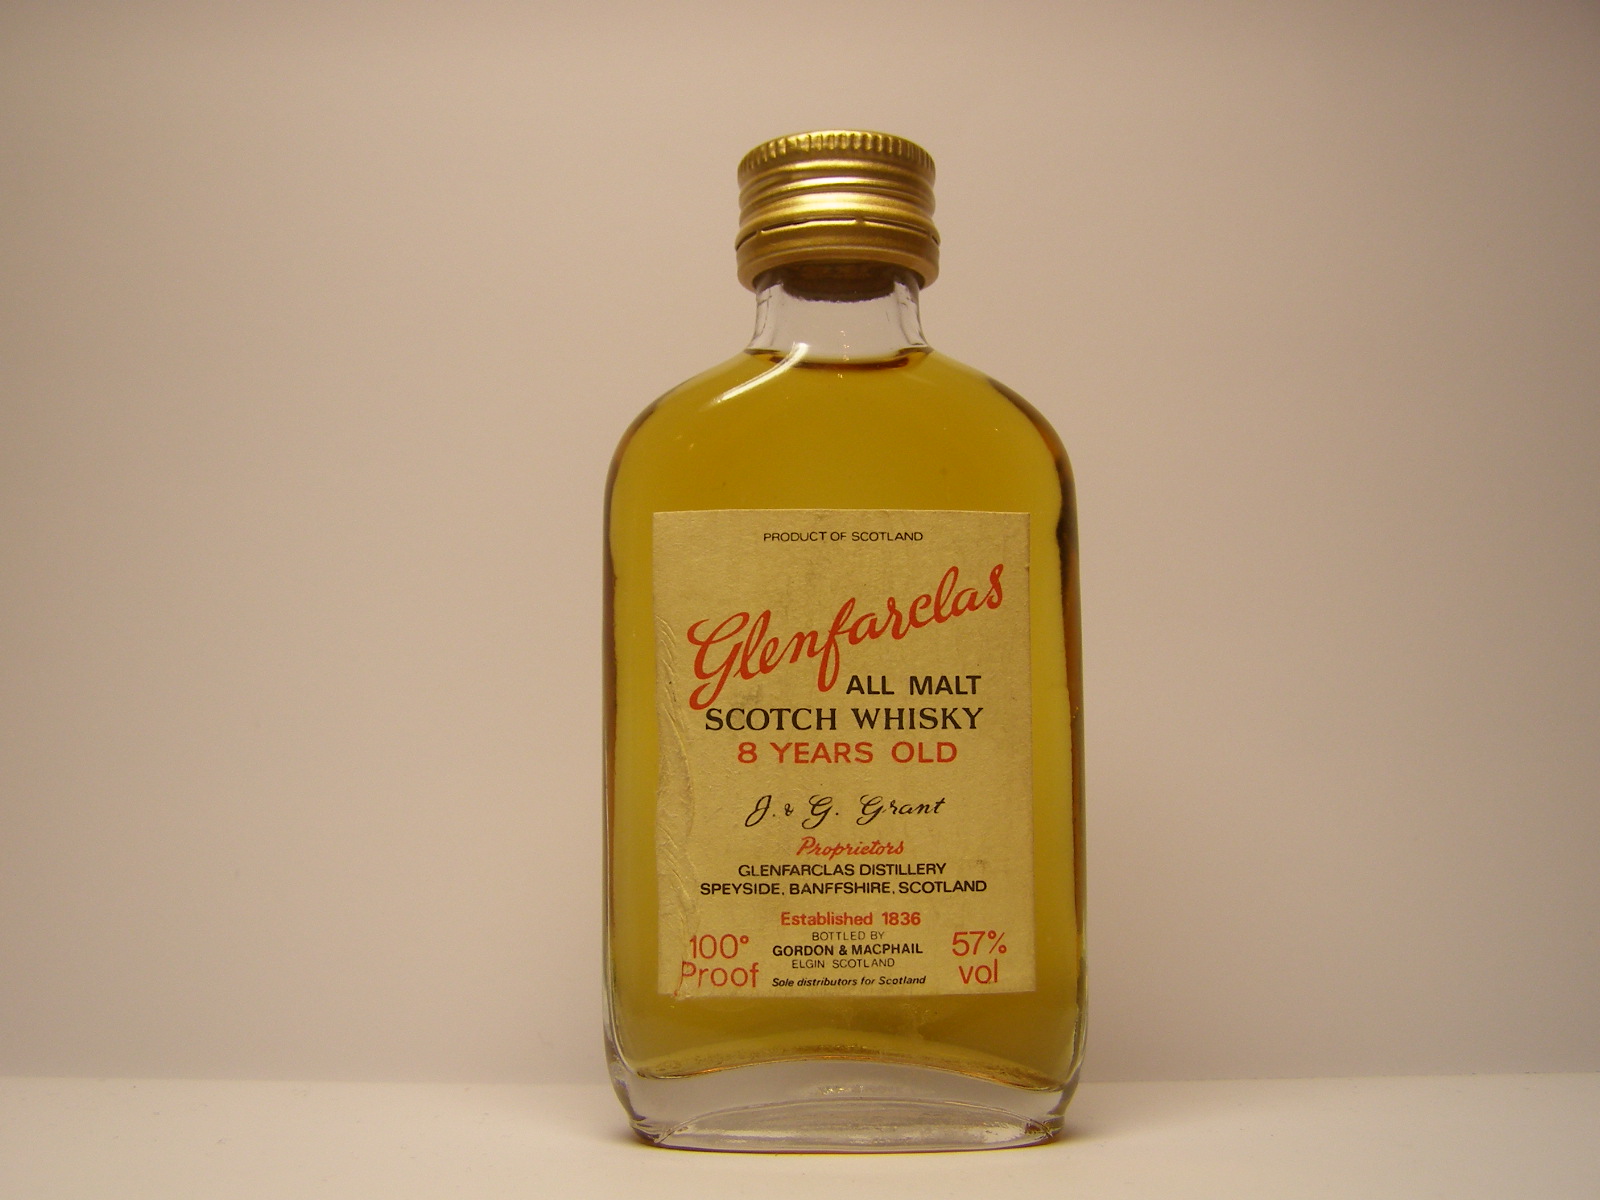 PRODUCT OF SCOTLAND
Glenfarclas
ALL MALT
SCOTCH WHISKY
8 YEARS OLD
J. & G. Grant
Proprietors
GLENFARCLAS DISTILLERY
SPEYSIDE, BANFFSHIRE, SCOTLAND
Established 1836
BOTTLED BY
GORDON & MACPHAIL
ELGIN SCOTLAND
Sole distributors for Scotland
100°
Proof
57%
vol